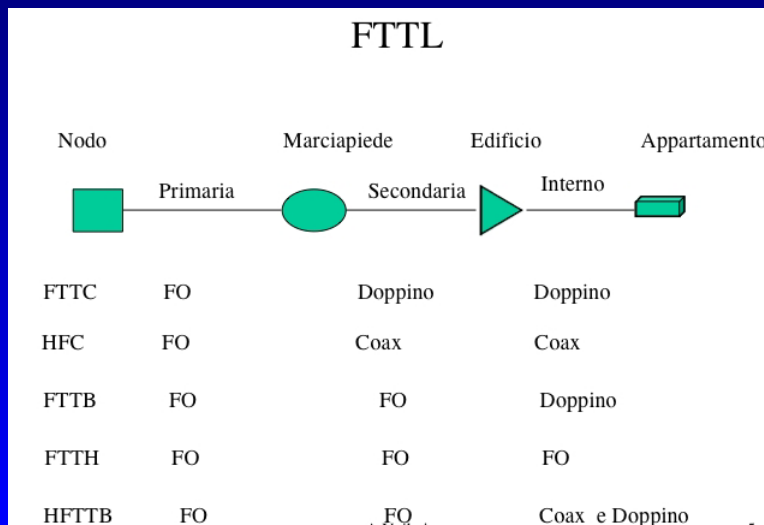 FTTL
Nodo Marciapiede Edificio Appartamento
Primaria Secondaria Interno
FTTC FO Doppino Doppino
HFC FO Coax Coax
FTTB FO FO Doppino
FTTH FO FO FO
HFTTB FO FO Coax e Doppino